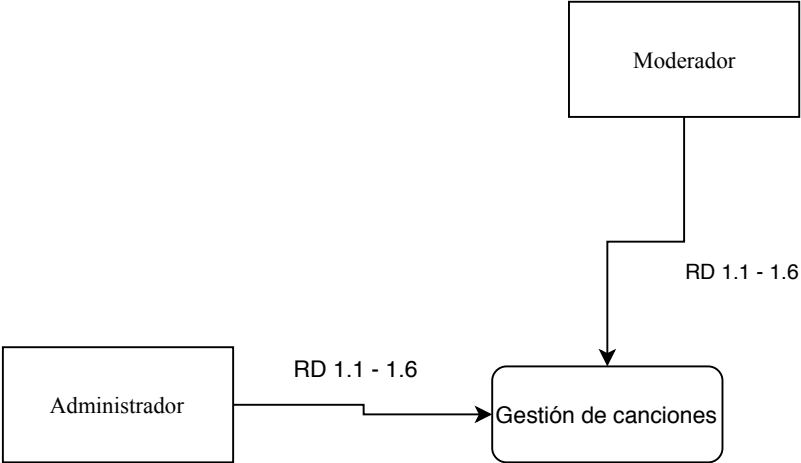 Moderador
RD 1.1 - 1.6
RD 1.1 - 1.6
Administrador
Gestión de canciones